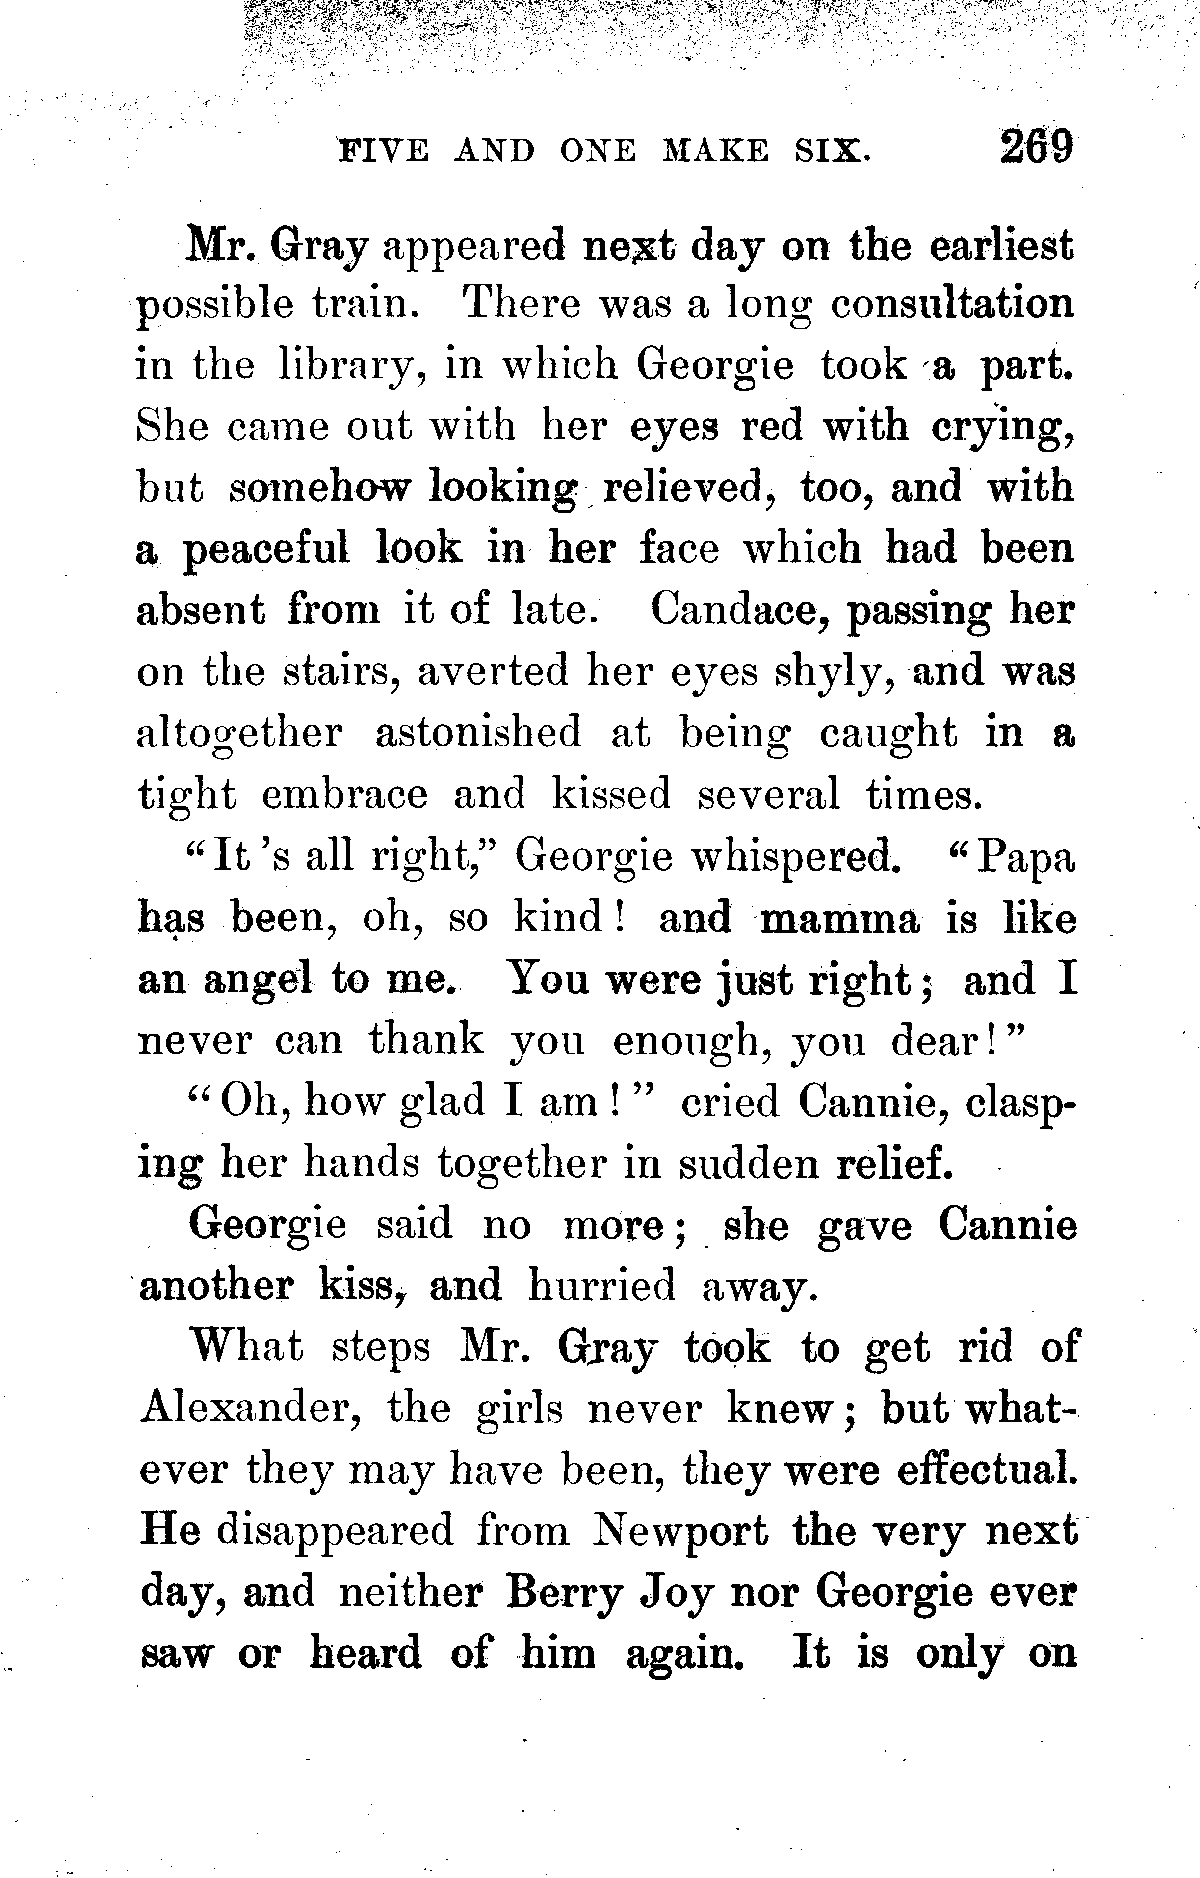 FIVE AND ONE MAKE SIX. 269
Mr. Gray appeared next day on the earliest
possible train. There was a long consultation
in the library, in which Georgie took a part.
She came out with her eyes red with crying,
but somehow looking relieved, too, and with
a peaceful look in her face which had been
absent from it of late. Candace, passing her
on the stairs, averted her eyes shyly, and was
altogether astonished at being caught in a
tight embrace and kissed several times.
“It 's all right,” Georgie whispered. “Papa
has been, oh, so kind! and mamma is like
an angel to me. You were just right; and I
never can thank you enough, you dear!”
“Oh, how glad I am!” cried Cannie, clasp-
ing her hands together in sudden relief.
Georgie said no more; she gave Cannie
another kiss, and hurried away.
What steps Mr. Gray took to get rid of
Alexander, the girls never knew; but what-
ever they may have been, they were effectual.
He disappeared from Newport the very next
day, and neither Berry Joy nor Georgie ever
saw or heard of him again. It is only on